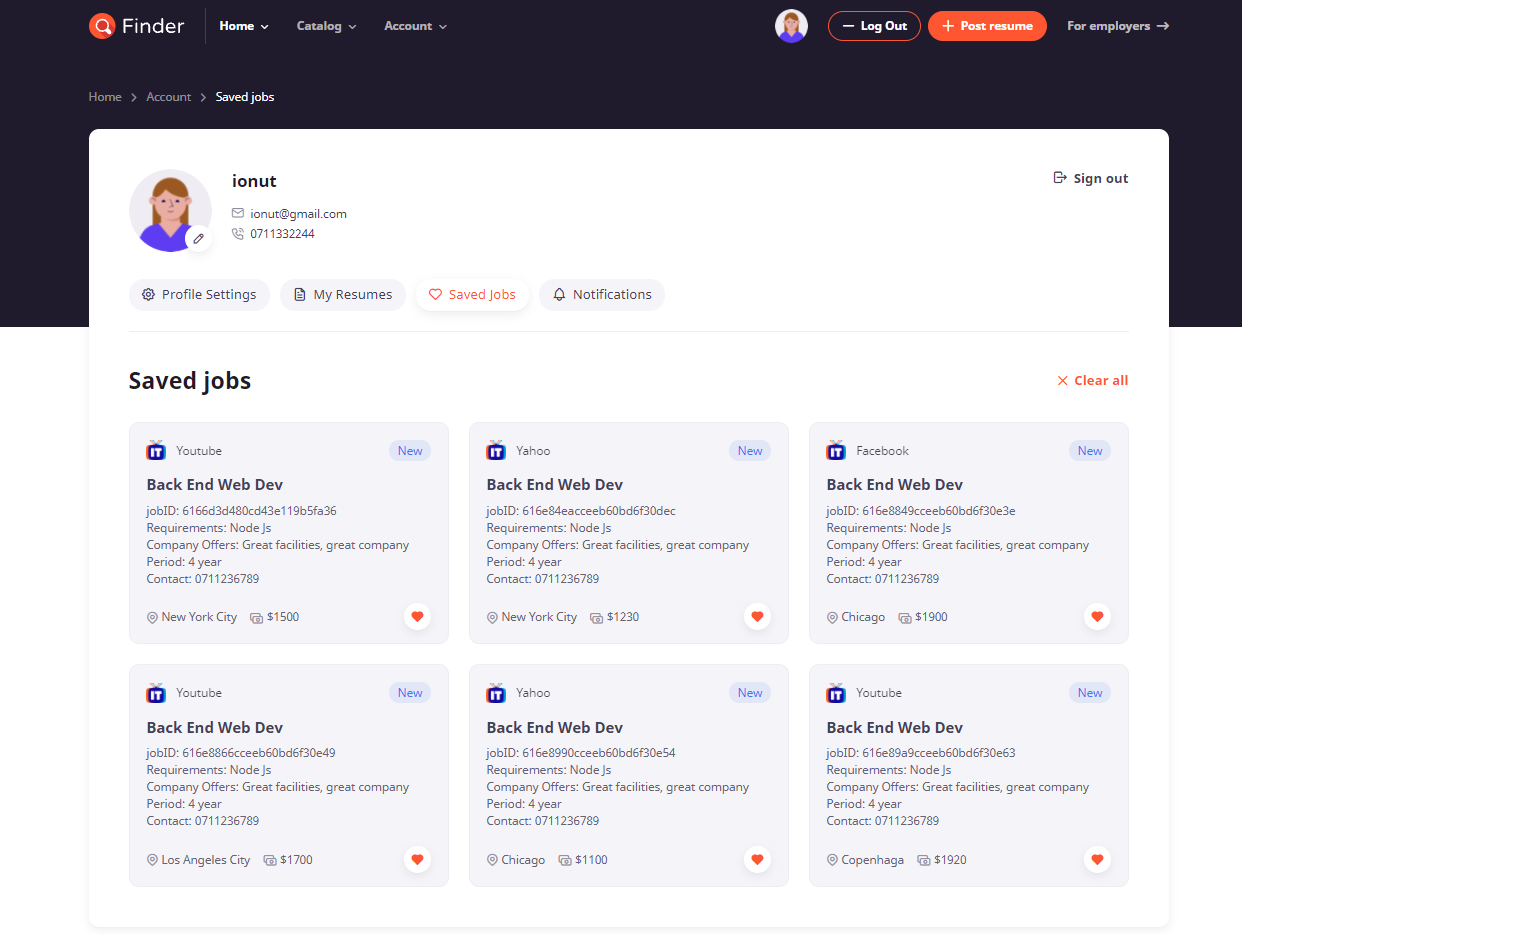 Finder
Home
Catalog
Account
Log Out
Post resume
For employers
Home
Account
Saved jobs
ionut
ionut@gmail.com
0711332244
Sign out
Profile Settings
My Resumes
Saved Jobs
Notifications
Saved jobs
Clear all
IT
Youtube
New
Back End Web Dev
jobID: 6166d3d480cd43e119b5fa36
Requirements: Node Js
Company Offers: Great facilities, great company
Period: 4 year
Contact: 0711236789
New York City
$1500
IT
Yahoo
New
Back End Web Dev
jobID: 616e84eacceeb60bd6f30dec
Requirements: Node Js
Company Offers: Great facilities, great company
Period: 4 year
Contact: 0711236789
New York City
$1230
IT
Facebook
New
Back End Web Dev
jobID: 616e8849cceeb60bd6f30e3e
Requirements: Node Js
Company Offers: Great facilities, great company
Period: 4 year
Contact: 0711236789
Chicago
$1900
IT
Youtube
New
Back End Web Dev
jobID: 616e8866cceeb60bd6f30e49
Requirements: Node Js
Company Offers: Great facilities, great company
Period: 4 year
Contact: 0711236789
Los Angeles City
$1700
IT
Yahoo
New
Back End Web Dev
jobID: 616e8990cceeb60bd6f30e54
Requirements: Node Js
Company Offers: Great facilities, great company
Period: 4 year
Contact: 0711236789
Chicago
$1100
IT
Youtube
New
Back End Web Dev
jobID: 616e89a9cceeb60bd6f30e63
Requirements: Node Js
Company Offers: Great facilities, great company
Period: 4 year
Contact: 0711236789
Copenhaga
$1920